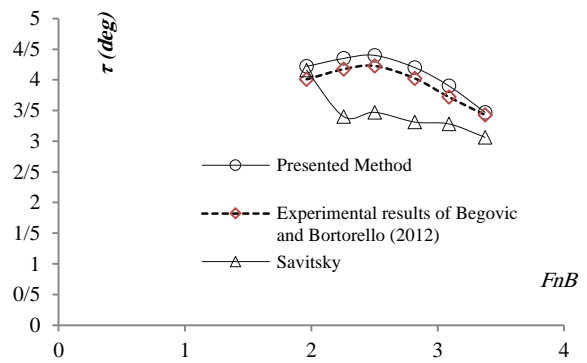 τ (deg)
5
4/5
4
3/5
3
2/5
2
1/5
1
0/5
0
Presented Method
Experimental results of Begovic
and Bortorello (2012)
Savitsky
FnB
0
1
2
3
4